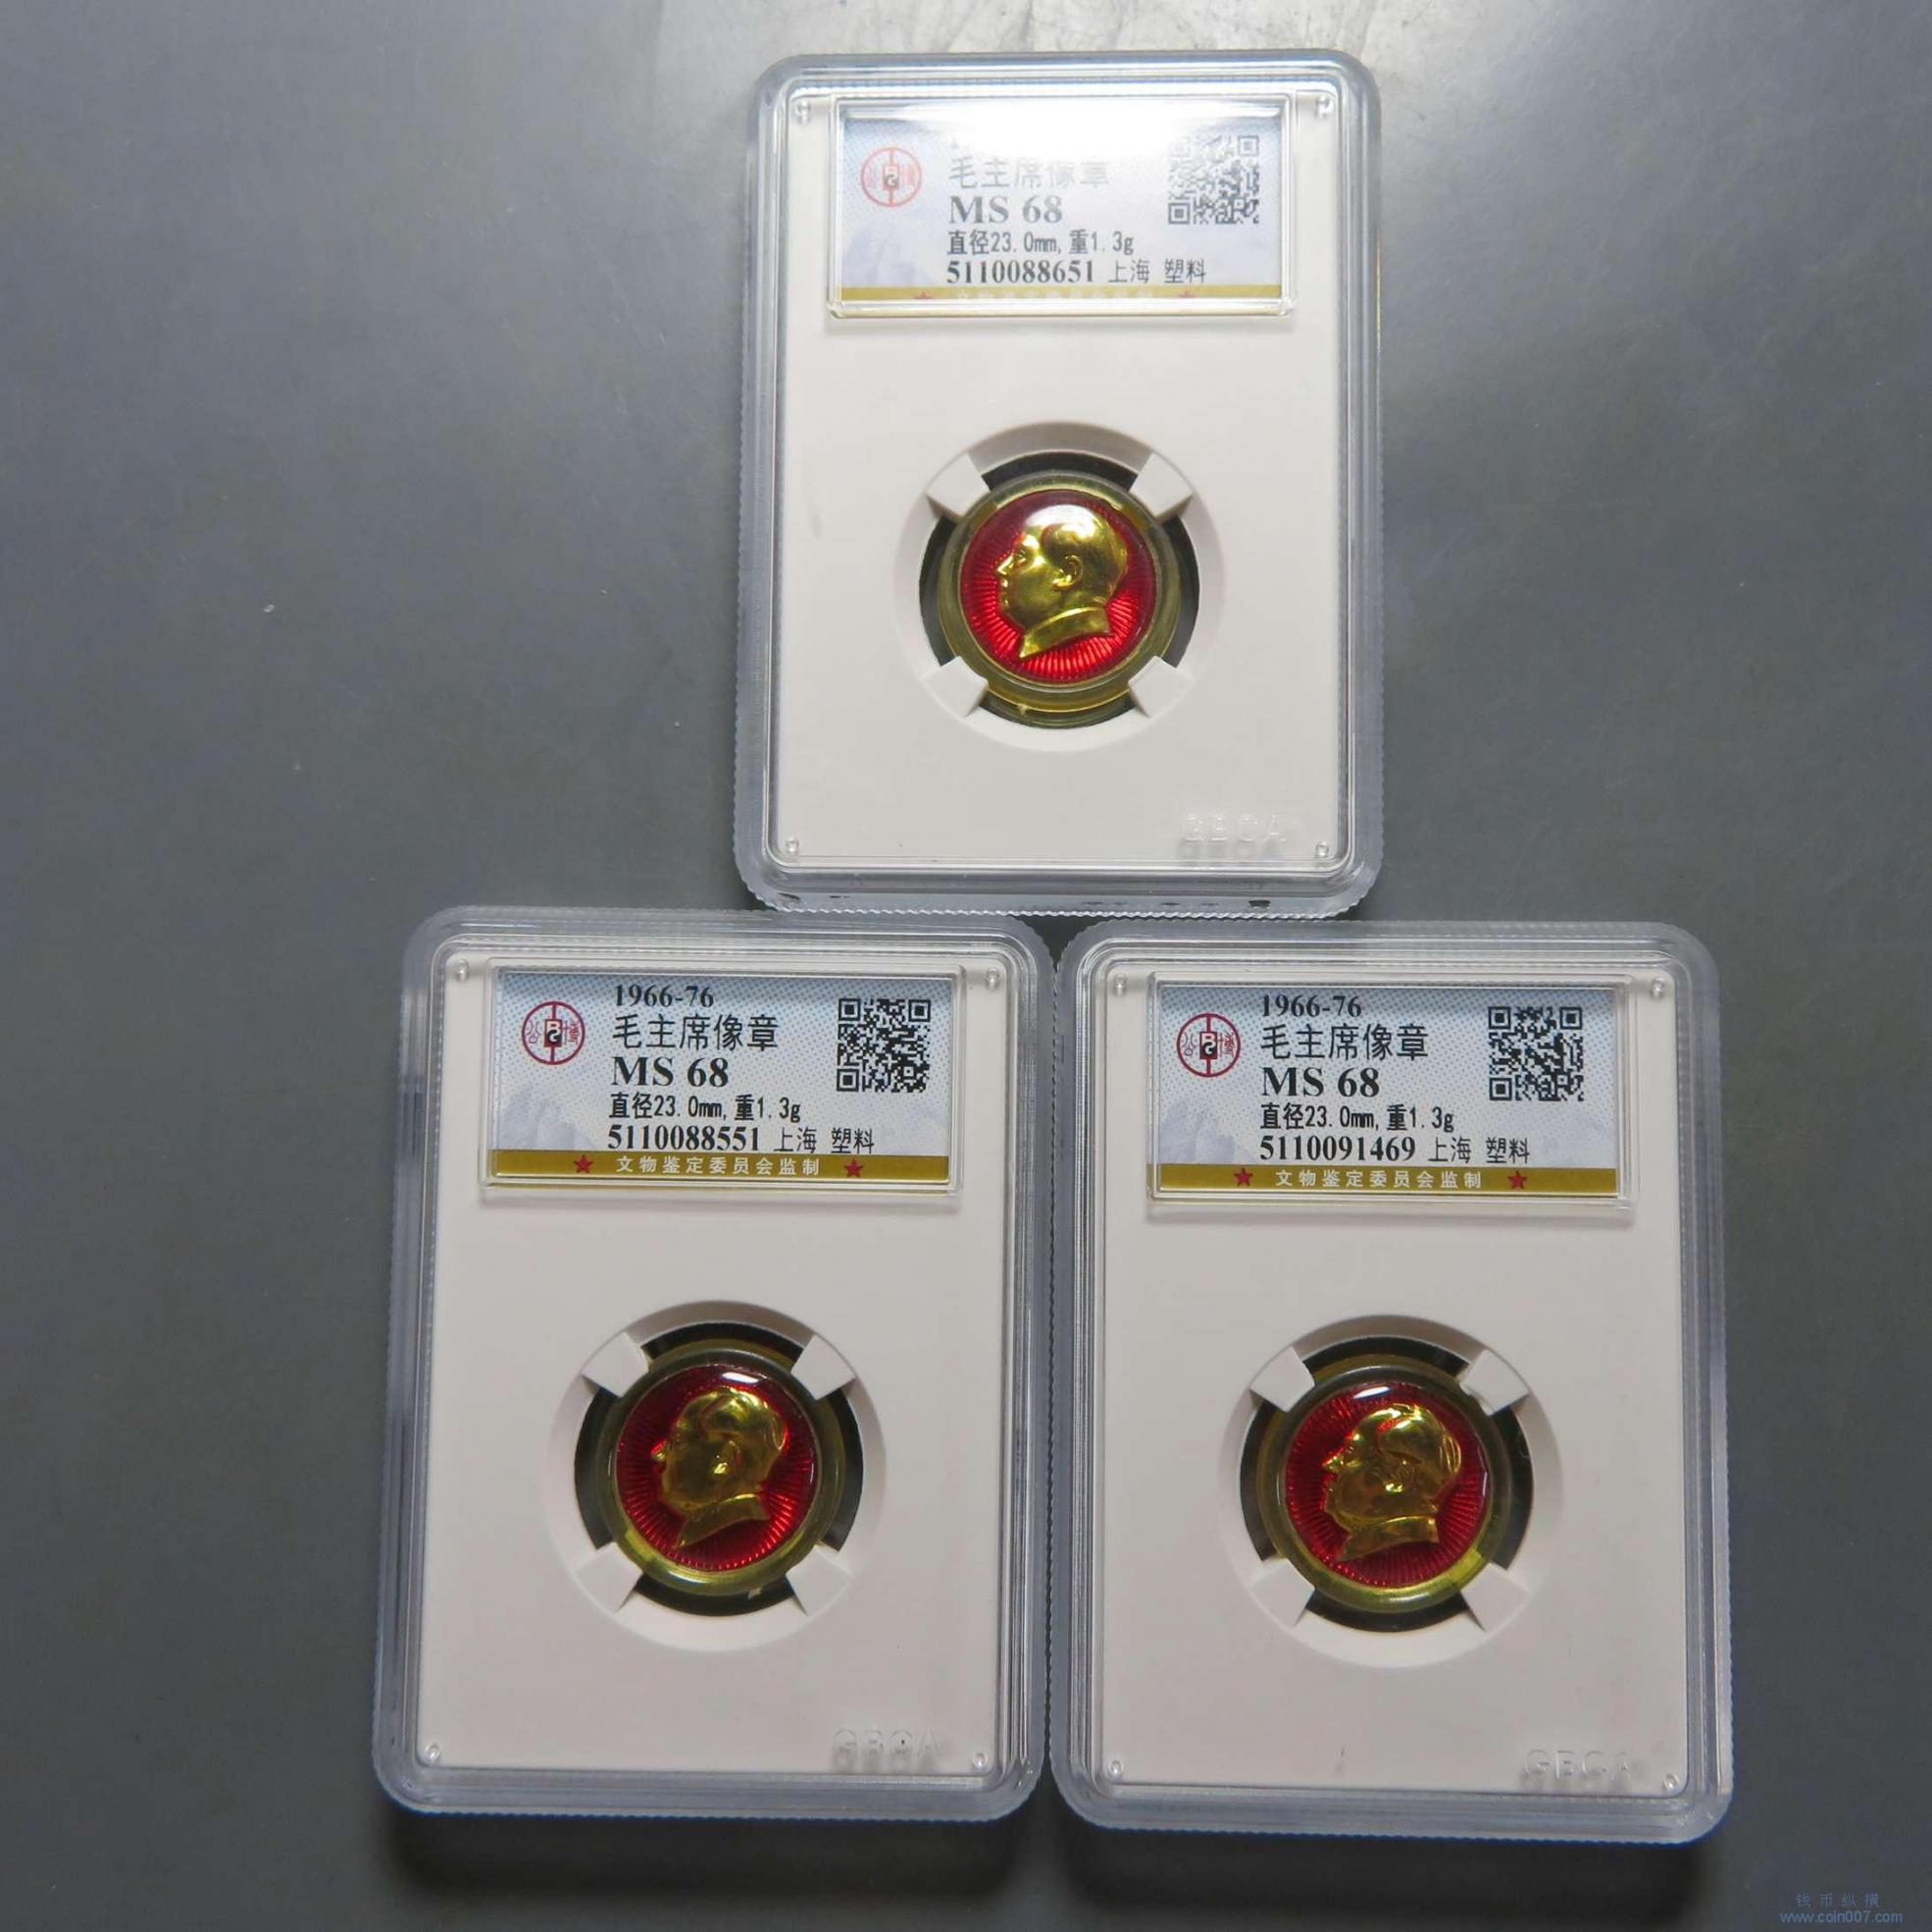 毛主席像章
MS 68
直径23.0mm,重1.3g
5110088651 上海 塑料
GBCA
1966-76
毛主席像章
MS 68
直径23.0mm,重1.3g
5110088551 上海 塑料
文物鉴定委员会监制
GBCA
1966-76
毛主席像章
MS 68
直径23.0mm,重1.3g
5110091469 上海 塑料
文物鉴定委员会监制
GBCA
钱币纵横
www.coin007.com